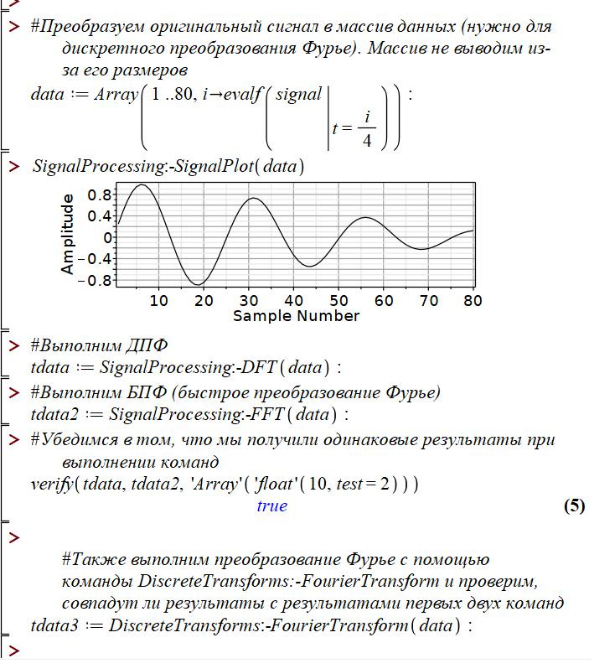 >
> #Преобразуем оригинальный сигнал в массив данных (нужно для
дискретного преобразования Фурье). Массив не выводим из-
за его размеров
data := Array( 1 ..80, i→evalf( signal | t = i/4 ) ) :
> SignalProcessing:-SignalPlot(data)
0.8
0.4
0
−0.4
−0.8
Amplitude
10 20 30 40 50 60 70 80
Sample Number
> #Выполним ДПФ
tdata := SignalProcessing:-DFT(data) :
> #Выполним БПФ (быстрое преобразование Фурье)
tdata2 := SignalProcessing:-FFT(data) :
> #Убедимся в том, что мы получили одинаковые результаты при
выполнении команд
verify(tdata, tdata2, 'Array'('float'(10, test = 2)))
true (5)
>
#Также выполним преобразование Фурье с помощью
команды DiscreteTransforms:-FourierTransform и проверим,
совпадут ли результаты с результатами первых двух команд
tdata3 := DiscreteTransforms:-FourierTransform(data) :
>